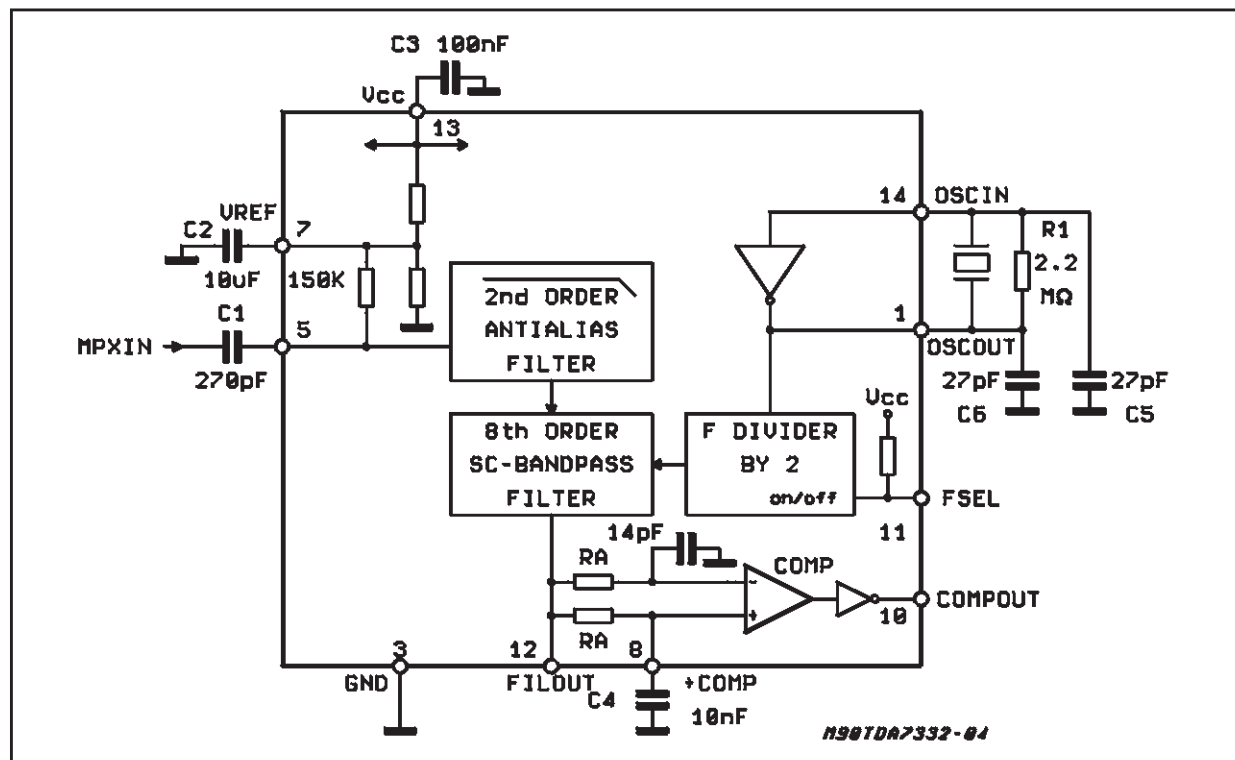 C3 100nF
Vcc
13
14 OSCIN
C2 VREF 7
10uF 150K
R1
2.2
MΩ
2nd ORDER
ANTIALIAS
FILTER
C1
MPXIN
5
270pF
1
OSCOUT
27pF
C6
27pF
C5
8th ORDER
SC-BANDPASS
FILTER
F DIVIDER
BY 2
on/off
Vcc
FSEL
11
14pF
RA
RA
COMP
-
+
10
COMPOUT
3
GND
12
FILOUT
8
+COMP
C4
10nF
M90TDA7332-04